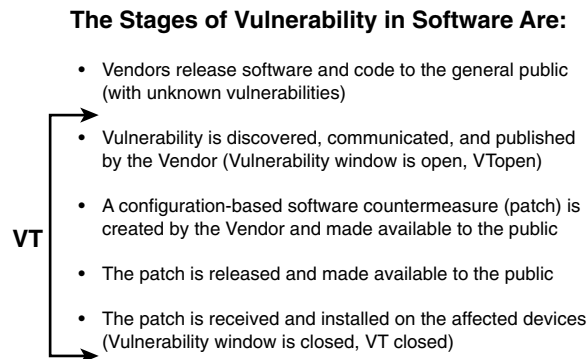 The Stages of Vulnerability in Software Are:
• Vendors release software and code to the general public
(with unknown vulnerabilities)
• Vulnerability is discovered, communicated, and published
by the Vendor (Vulnerability window is open, VTopen)
• A configuration-based software countermeasure (patch) is
created by the Vendor and made available to the public
VT
• The patch is released and made available to the public
• The patch is received and installed on the affected devices
(Vulnerability window is closed, VT closed)